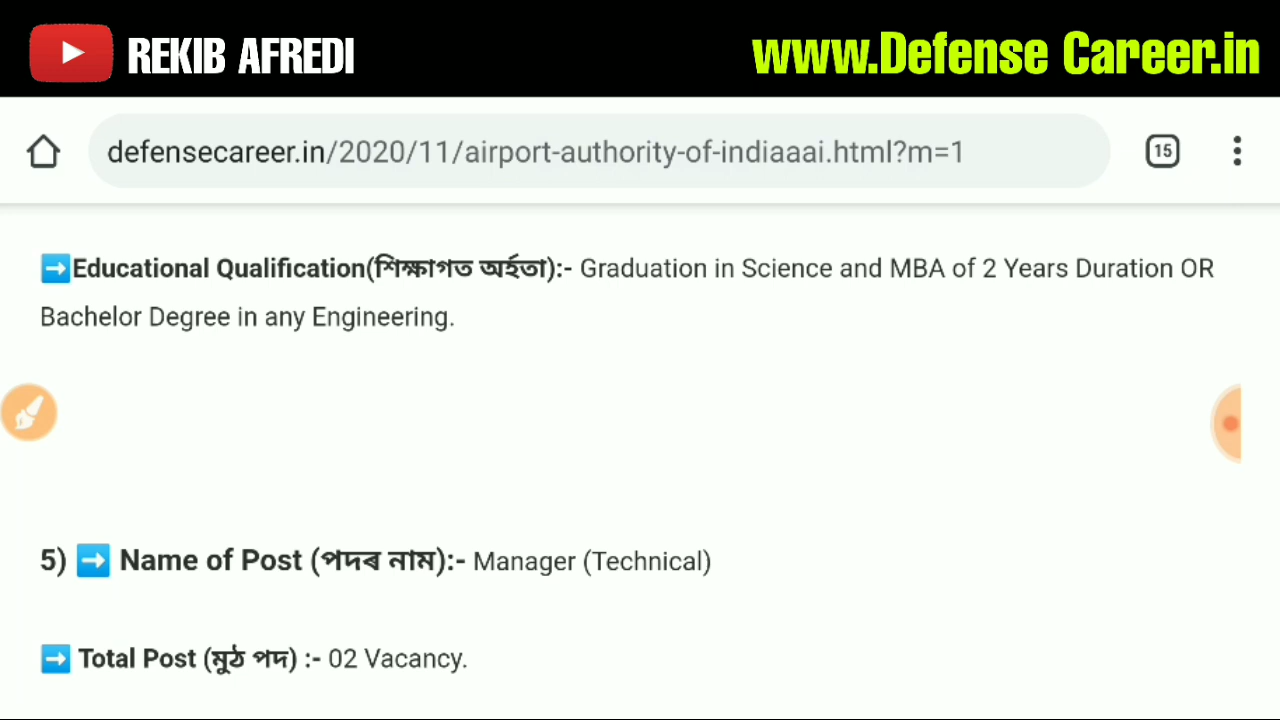 REKIB AFREDI
www.Defense Career.in
defensecareer.in/2020/11/airport-authority-of-indiaaai.html?m=1
15
➡Educational Qualification(শিক্ষাগত অৰ্হতা):- Graduation in Science and MBA of 2 Years Duration OR
Bachelor Degree in any Engineering.
5) ➡ Name of Post (পদৰ নাম):- Manager (Technical)
➡ Total Post (মুঠ পদ) :- 02 Vacancy.